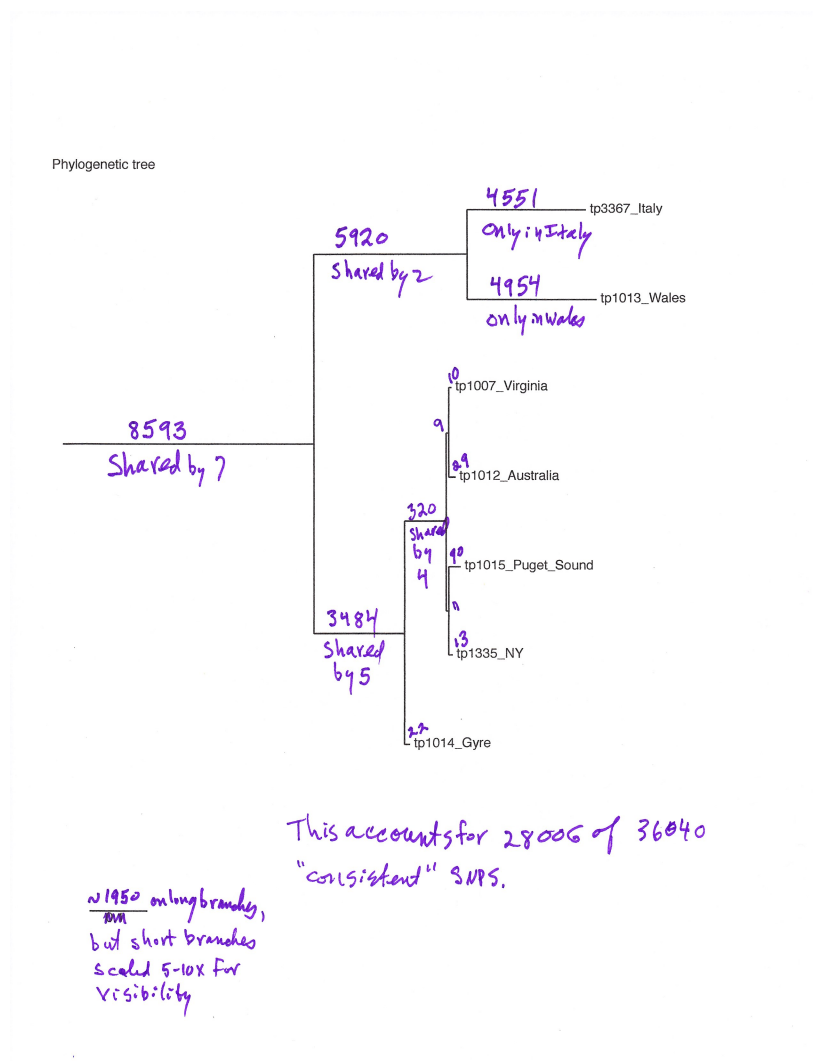 Phylogenetic tree
4551
tp3367_Italy
only in Italy
5920
Shared by 2
4954
tp1013_Wales
only in Wales
10
tp1007_Virginia
9
8593
Shared by 7
29
tp1012_Australia
320
Shared
by
4
90
tp1015_Puget_Sound
11
3484
Shared
by 5
13
tp1335_NY
22
tp1014_Gyre
This accounts for 28006 of 36040
"consistent" SNPS.
~1950 on long branches,
but short branches
scaled 5-10X for
visibility